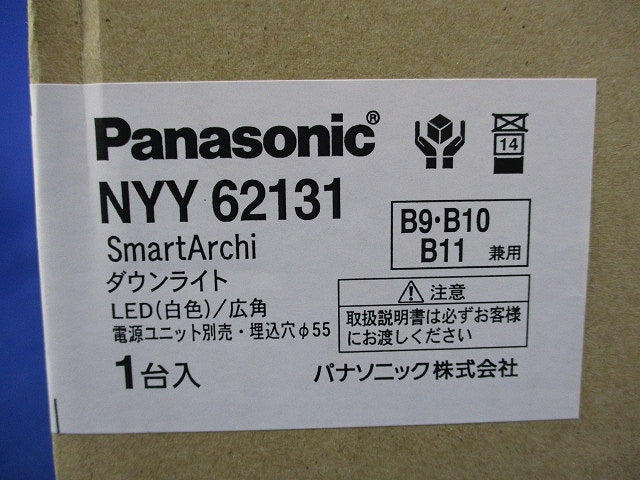 Panasonic®
14
NYY 62131
B9・B10
B11 兼用
SmartArchi
ダウンライト
LED(白色)/広角
電源ユニット別売・埋込穴φ55
1台入
注意
取扱説明書は必ずお客様
にお渡しください
パナソニック株式会社